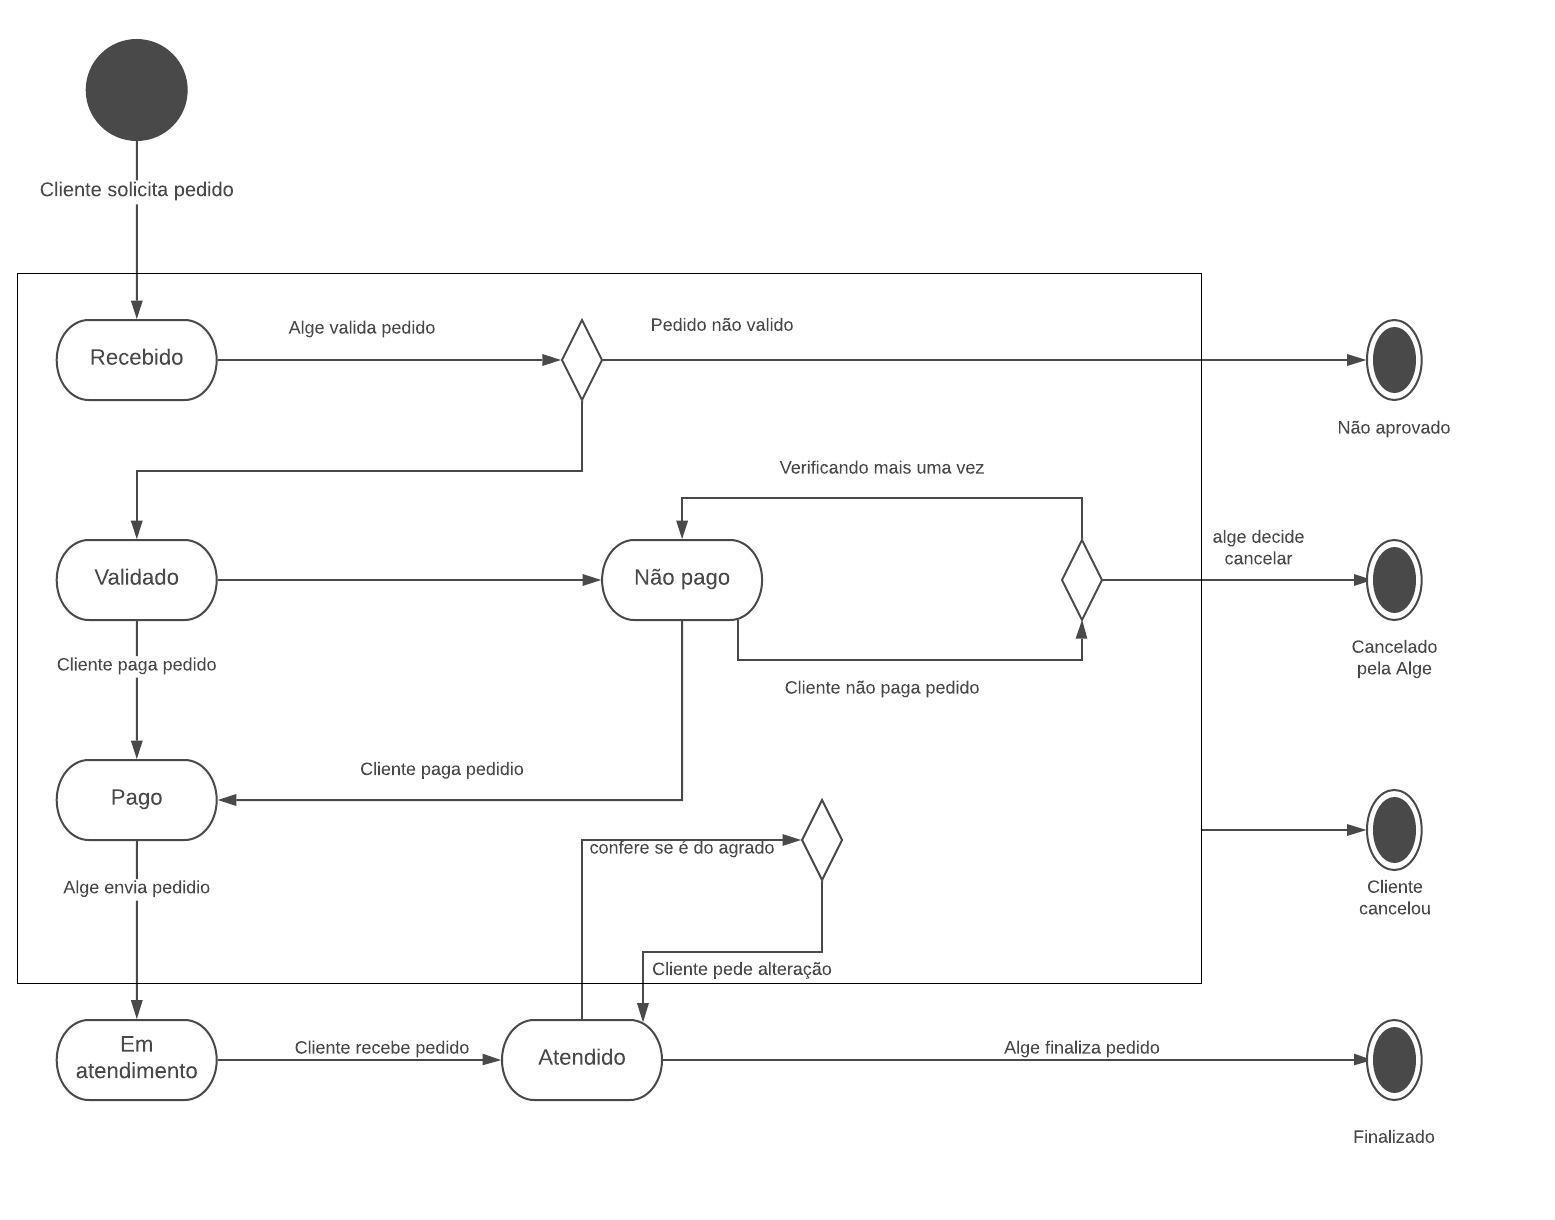 Cliente solicita pedido
Alge valida pedido
Pedido não valido
Recebido
Não aprovado
Verificando mais uma vez
alge decide
cancelar
Validado
Não pago
Cancelado
pela Alge
Cliente paga pedido
Cliente não paga pedido
Cliente paga pedidio
Pago
confere se é do agrado
Alge envia pedidio
Cliente
cancelou
Cliente pede alteração
Em
atendimento
Cliente recebe pedido
Atendido
Alge finaliza pedido
Finalizado